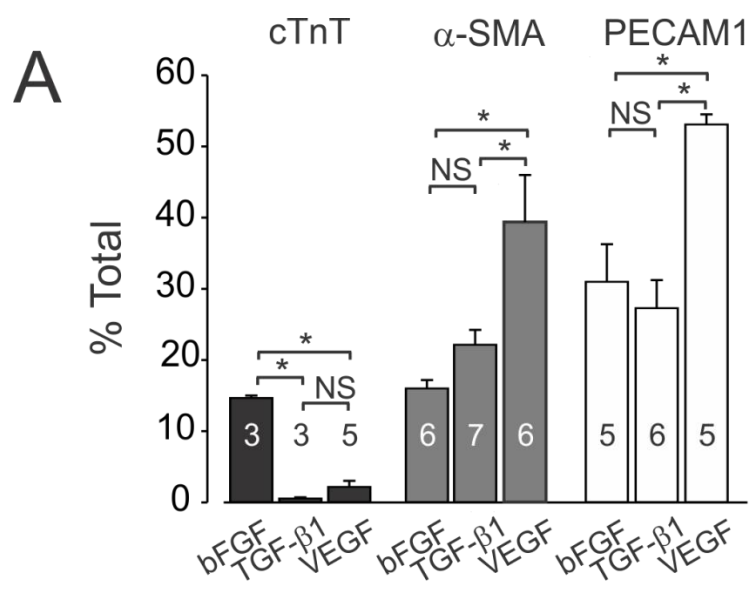 A
cTnT α-SMA PECAM1
% Total
60
50
40
30
20
10
0
* * NS
NS * *
NS * *
3 3 5 6 7 6 5 6 5
bFGF TGF-β1 VEGF bFGF TGF-β1 VEGF bFGF TGF-β1 VEGF